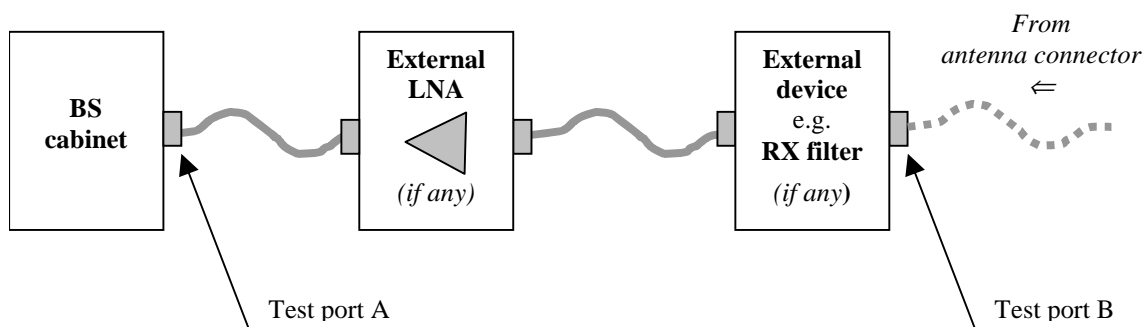 BS
cabinet
External
LNA
(if any)
External
device
e.g.
RX filter
(if any)
From
antenna connector
⇐
Test port A
Test port B